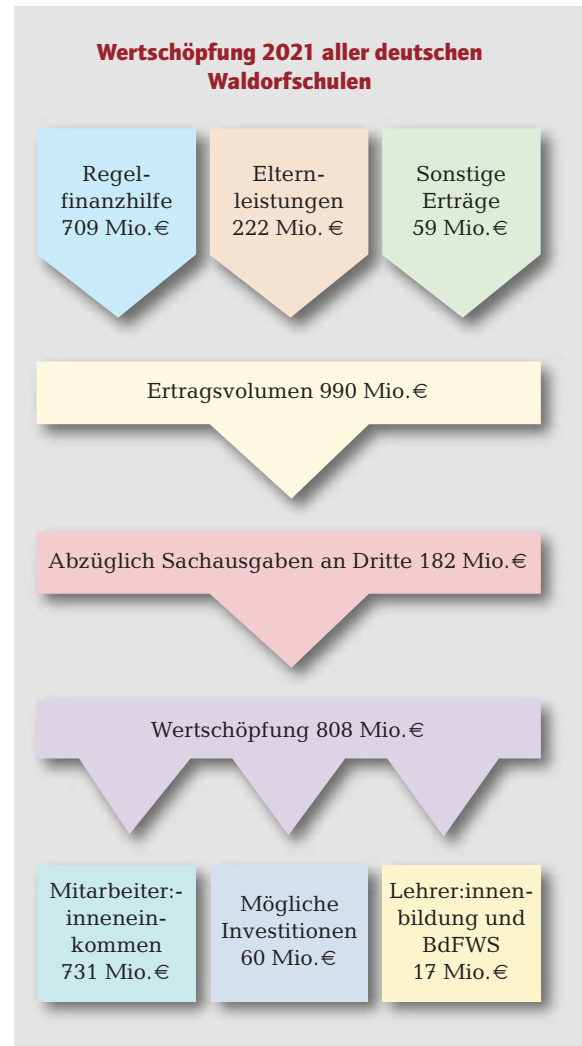 Wertschöpfung 2021 aller deutschen
Waldorfschulen
Regel-
finanzhilfe
709 Mio. €
Eltern-
leistungen
222 Mio. €
Sonstige
Erträge
59 Mio. €
Ertragsvolumen 990 Mio. €
Abzüglich Sachausgaben an Dritte 182 Mio. €
Wertschöpfung 808 Mio. €
Mitarbeiter:-
innenein-
kommen
731 Mio. €
Mögliche
Investitionen
60 Mio. €
Lehrer:innen-
bildung und
BdFWS
17 Mio. €